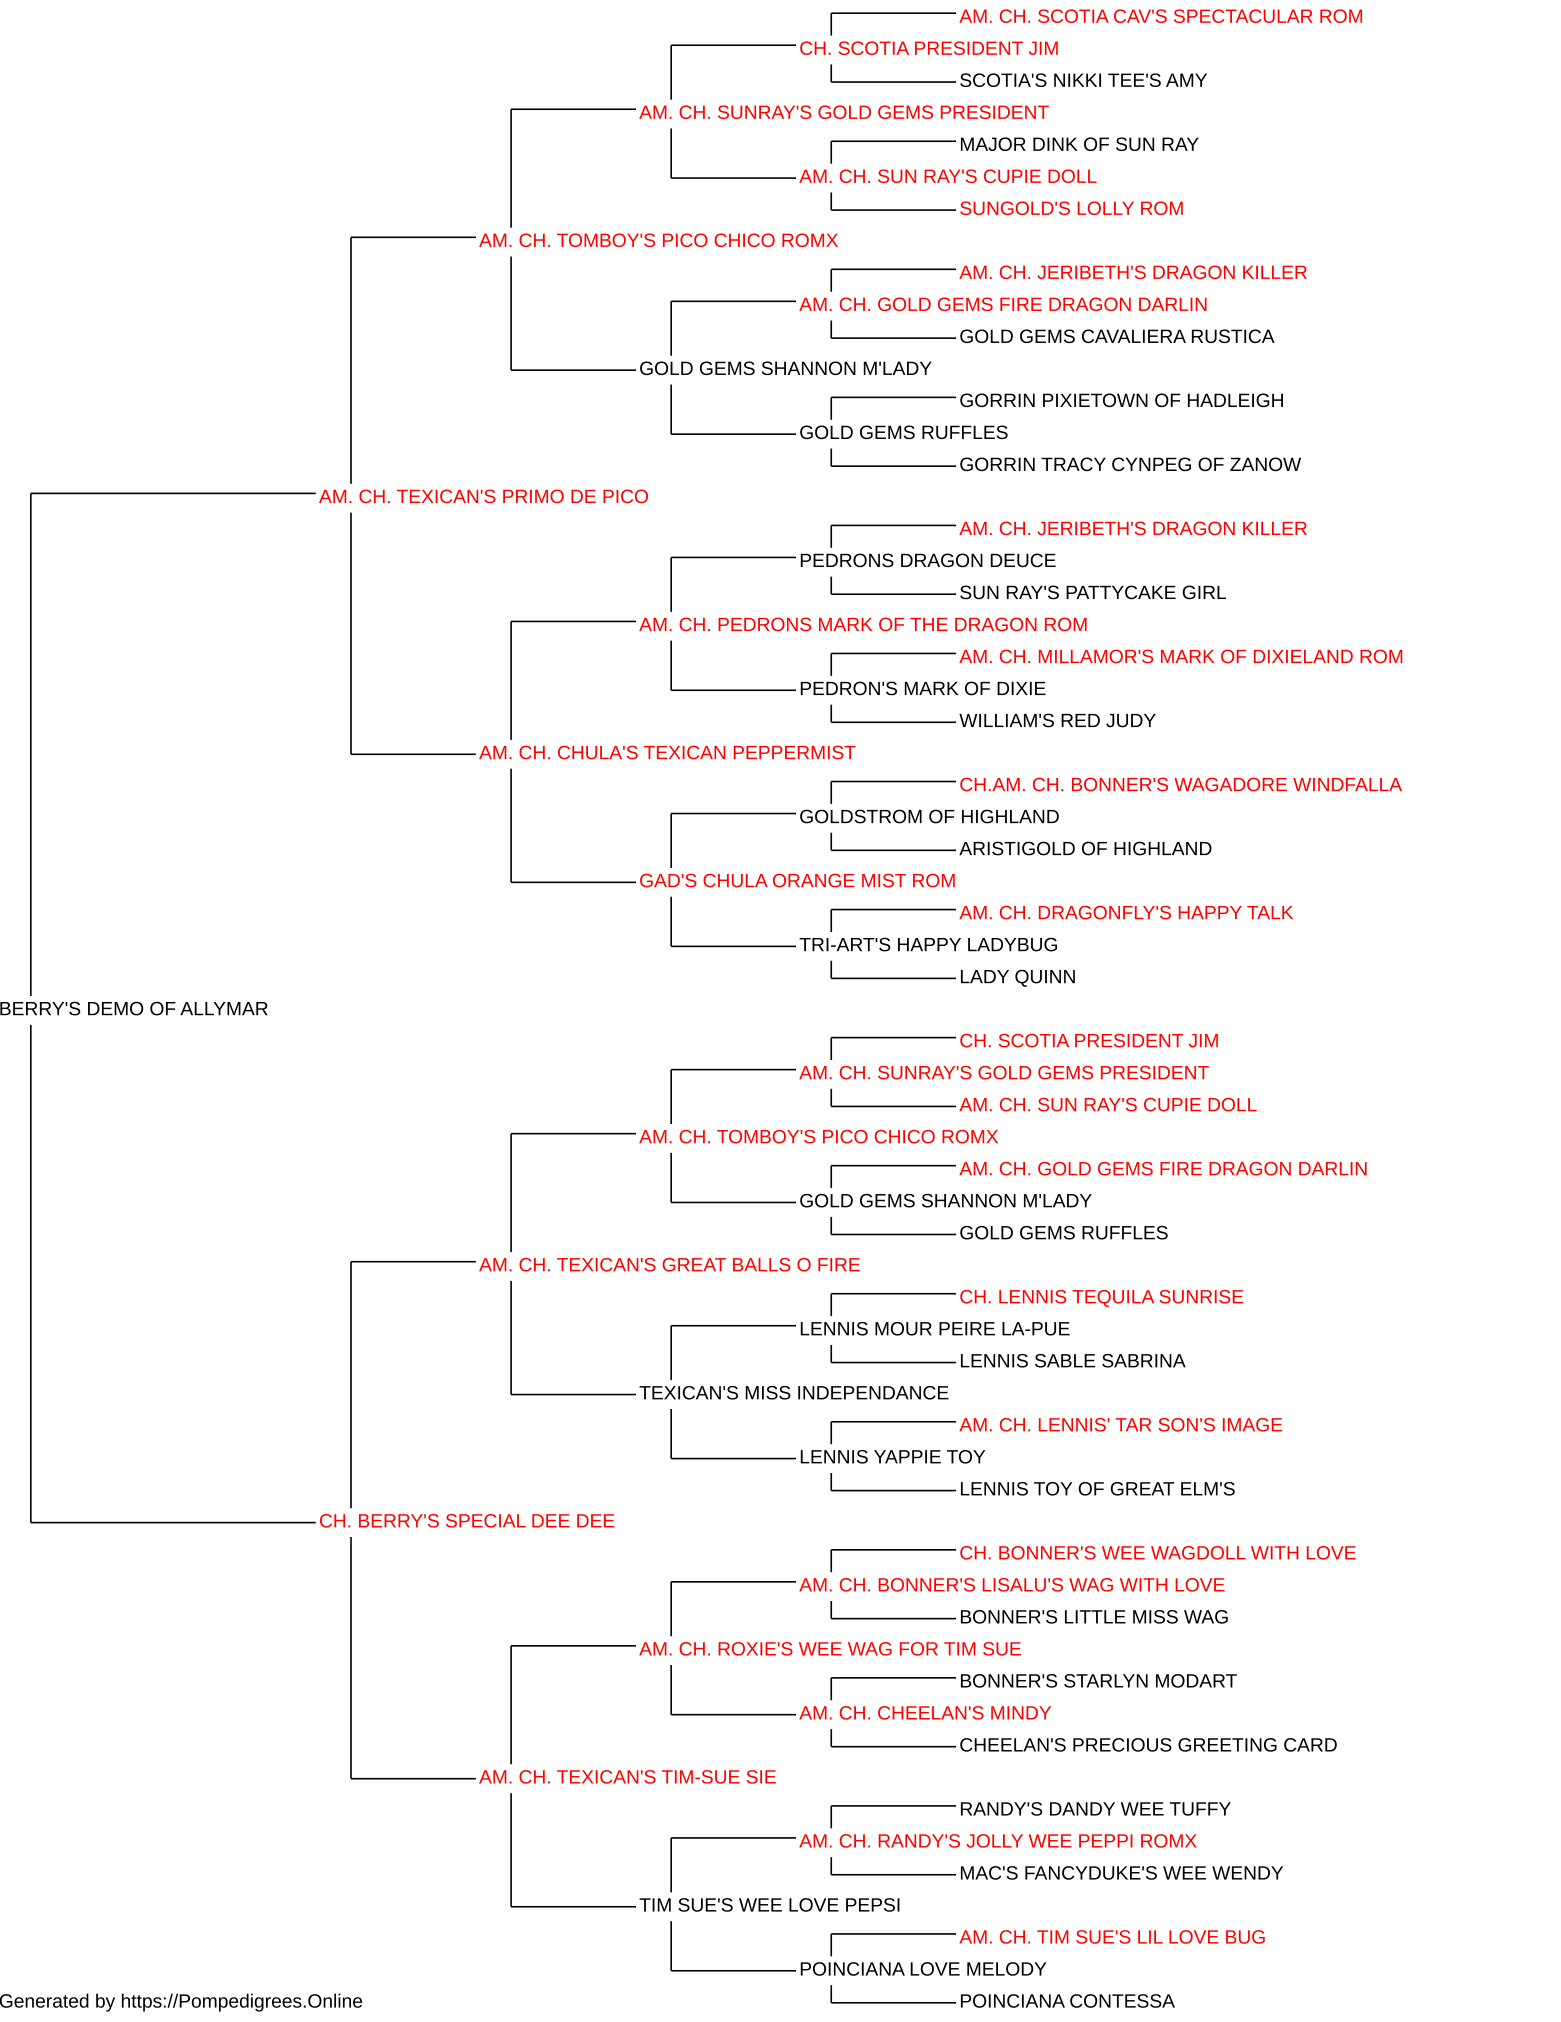 AM. CH. SCOTIA CAV'S SPECTACULAR ROM
CH. SCOTIA PRESIDENT JIM
SCOTIA'S NIKKI TEE'S AMY
AM. CH. SUNRAY'S GOLD GEMS PRESIDENT
MAJOR DINK OF SUN RAY
AM. CH. SUN RAY'S CUPIE DOLL
SUNGOLD'S LOLLY ROM
AM. CH. TOMBOY'S PICO CHICO ROMX
AM. CH. JERIBETH'S DRAGON KILLER
AM. CH. GOLD GEMS FIRE DRAGON DARLIN
GOLD GEMS CAVALIERA RUSTICA
GOLD GEMS SHANNON M'LADY
GORRIN PIXIETOWN OF HADLEIGH
GOLD GEMS RUFFLES
GORRIN TRACY CYNPEG OF ZANOW
AM. CH. TEXICAN'S PRIMO DE PICO
AM. CH. JERIBETH'S DRAGON KILLER
PEDRONS DRAGON DEUCE
SUN RAY'S PATTYCAKE GIRL
AM. CH. PEDRONS MARK OF THE DRAGON ROM
AM. CH. MILLAMOR'S MARK OF DIXIELAND ROM
PEDRON'S MARK OF DIXIE
WILLIAM'S RED JUDY
AM. CH. CHULA'S TEXICAN PEPPERMIST
CH.AM. CH. BONNER'S WAGADORE WINDFALLA
GOLDSTROM OF HIGHLAND
ARISTIGOLD OF HIGHLAND
GAD'S CHULA ORANGE MIST ROM
AM. CH. DRAGONFLY'S HAPPY TALK
TRI-ART'S HAPPY LADYBUG
LADY QUINN
BERRY'S DEMO OF ALLYMAR
CH. SCOTIA PRESIDENT JIM
AM. CH. SUNRAY'S GOLD GEMS PRESIDENT
AM. CH. SUN RAY'S CUPIE DOLL
AM. CH. TOMBOY'S PICO CHICO ROMX
AM. CH. GOLD GEMS FIRE DRAGON DARLIN
GOLD GEMS SHANNON M'LADY
GOLD GEMS RUFFLES
AM. CH. TEXICAN'S GREAT BALLS O FIRE
CH. LENNIS TEQUILA SUNRISE
LENNIS MOUR PEIRE LA-PUE
LENNIS SABLE SABRINA
TEXICAN'S MISS INDEPENDANCE
AM. CH. LENNIS' TAR SON'S IMAGE
LENNIS YAPPIE TOY
LENNIS TOY OF GREAT ELM'S
CH. BERRY'S SPECIAL DEE DEE
CH. BONNER'S WEE WAGDOLL WITH LOVE
AM. CH. BONNER'S LISALU'S WAG WITH LOVE
BONNER'S LITTLE MISS WAG
AM. CH. ROXIE'S WEE WAG FOR TIM SUE
BONNER'S STARLYN MODART
AM. CH. CHEELAN'S MINDY
CHEELAN'S PRECIOUS GREETING CARD
AM. CH. TEXICAN'S TIM-SUE SIE
RANDY'S DANDY WEE TUFFY
AM. CH. RANDY'S JOLLY WEE PEPPI ROMX
MAC'S FANCYDUKE'S WEE WENDY
TIM SUE'S WEE LOVE PEPSI
AM. CH. TIM SUE'S LIL LOVE BUG
POINCIANA LOVE MELODY
POINCIANA CONTESSA
Generated by https://Pompedigrees.Online